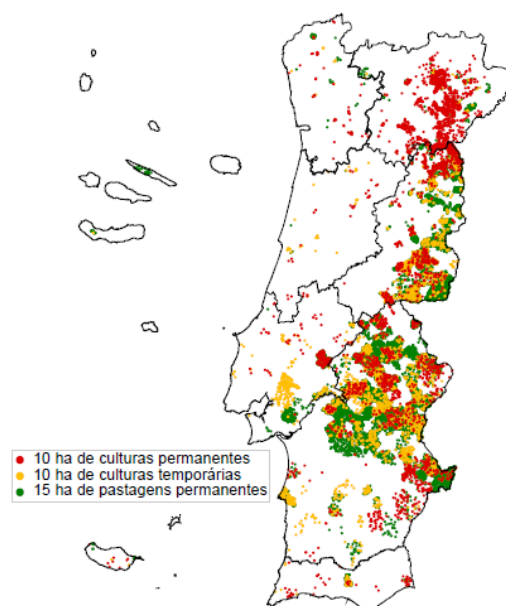 10 ha de culturas permanentes
10 ha de culturas temporárias
15 ha de pastagens permanentes